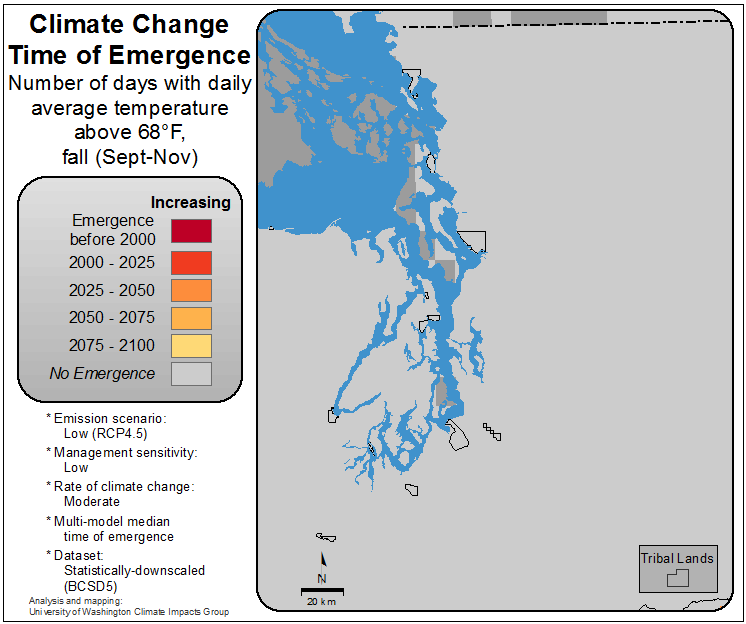 Climate Change
Time of Emergence
Number of days with daily
average temperature
above 68°F,
fall (Sept-Nov)
Increasing
Emergence
before 2000
2000 - 2025
2025 - 2050
2050 - 2075
2075 - 2100
No Emergence
* Emission scenario:
Low (RCP4.5)
* Management sensitivity:
Low
* Rate of climate change:
Moderate
* Multi-model median
time of emergence
* Dataset:
Statistically-downscaled
(BCSD5)
Analysis and mapping:
University of Washington Climate Impacts Group
N
20 km
Tribal Lands